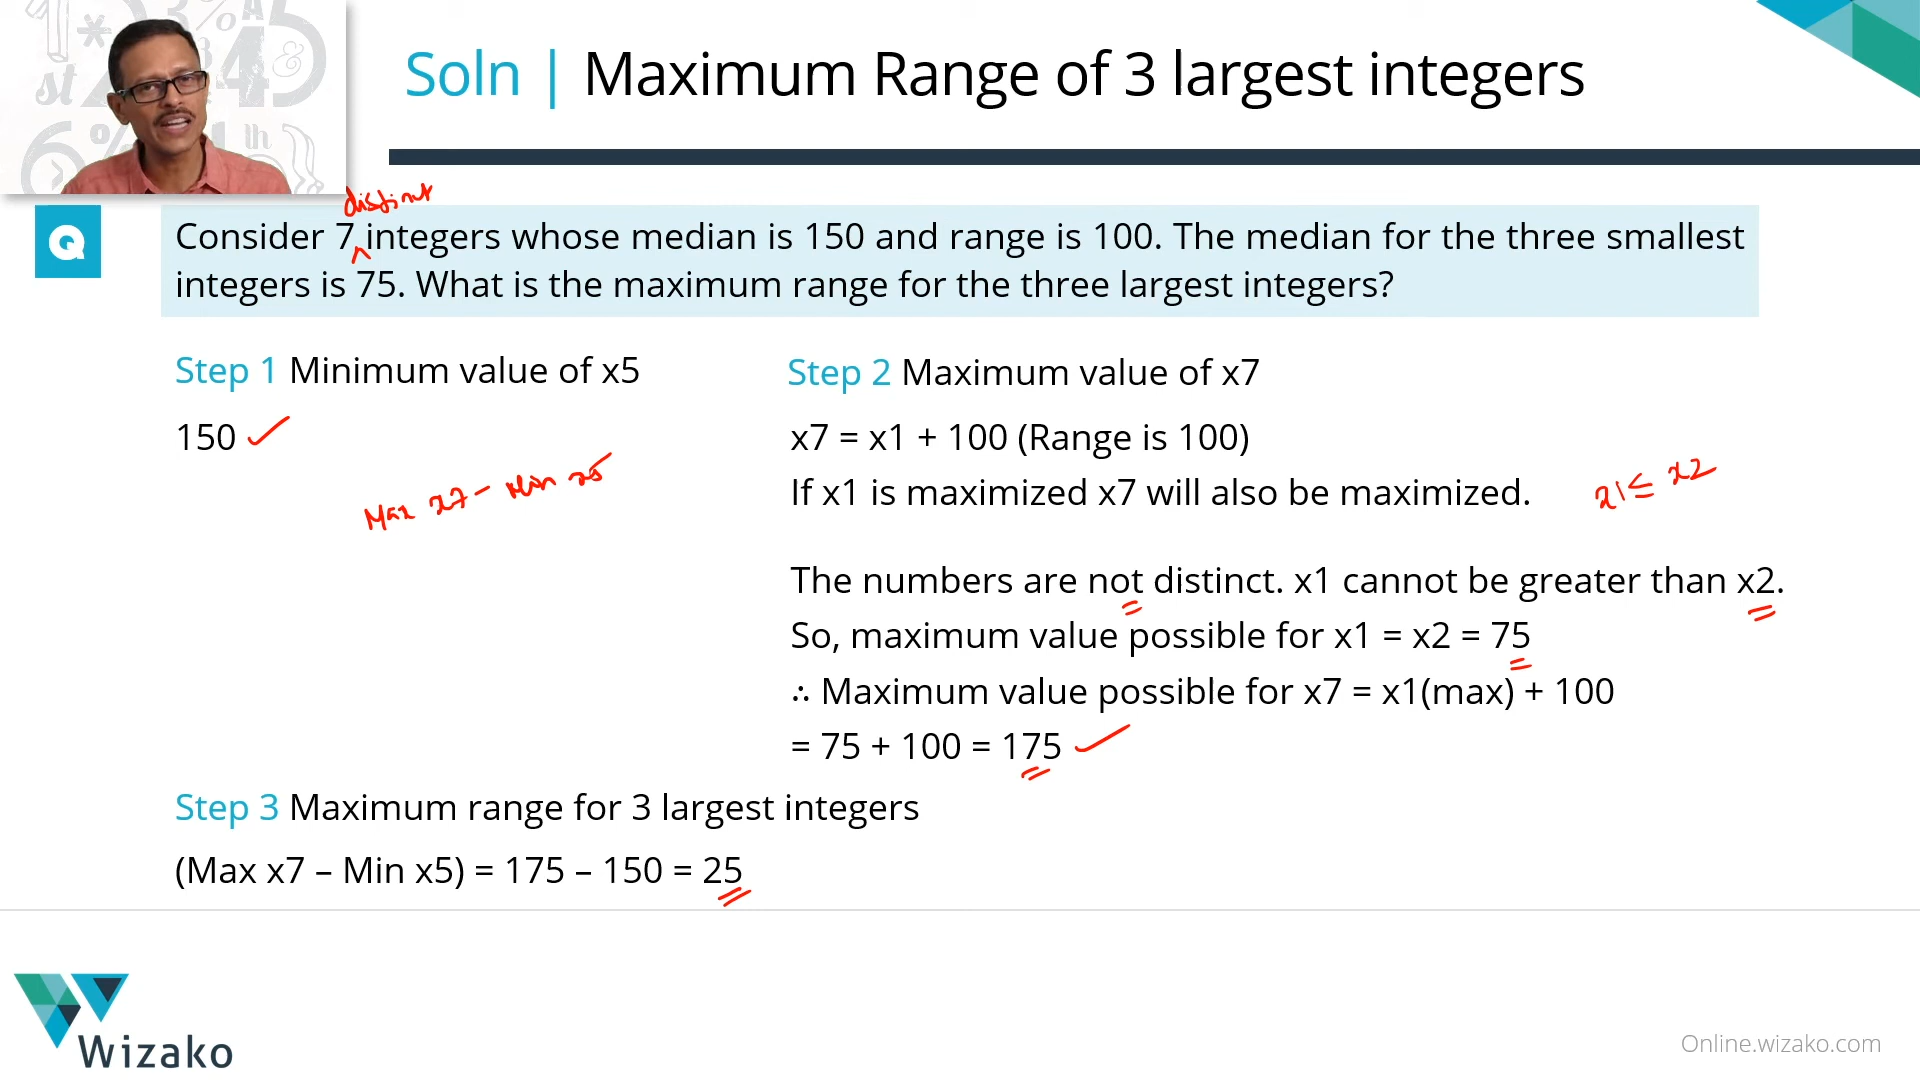 Soln | Maximum Range of 3 largest integers
distinct
Q
Consider 7 integers whose median is 150 and range is 100. The median for the three smallest
integers is 75. What is the maximum range for the three largest integers?
Step 1 Minimum value of x5
150
Max x7 – Min x5
Step 2 Maximum value of x7
x7 = x1 + 100 (Range is 100)
If x1 is maximized x7 will also be maximized.
x1 ≤ x2
The numbers are not distinct. x1 cannot be greater than x2.
So, maximum value possible for x1 = x2 = 75
∴ Maximum value possible for x7 = x1(max) + 100
= 75 + 100 = 175
Step 3 Maximum range for 3 largest integers
(Max x7 – Min x5) = 175 – 150 = 25
Wizako
Online.wizako.com